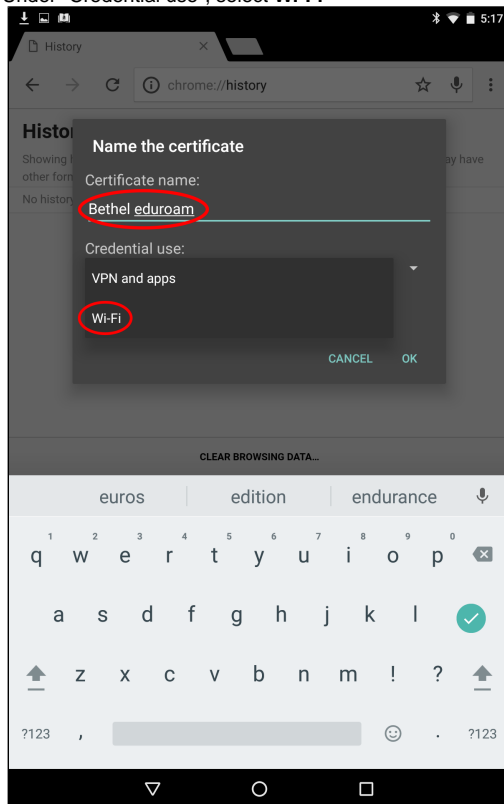 Under "Credential use", select Wi-Fi
5:17
History
chrome://history
Histo
Name the certificate
Showing
ay have
other for
Certificate name:
No history
Bethel eduroam
Credential use:
VPN and apps
Wi-Fi
CANCEL OK
CLEAR BROWSING DATA...
euros edition endurance
1 2 3 4 5 6 7 8 9 0
q w e r t y u i o p
a s d f g h j k l
z x c v b n m ! ?
?123 , . ?123